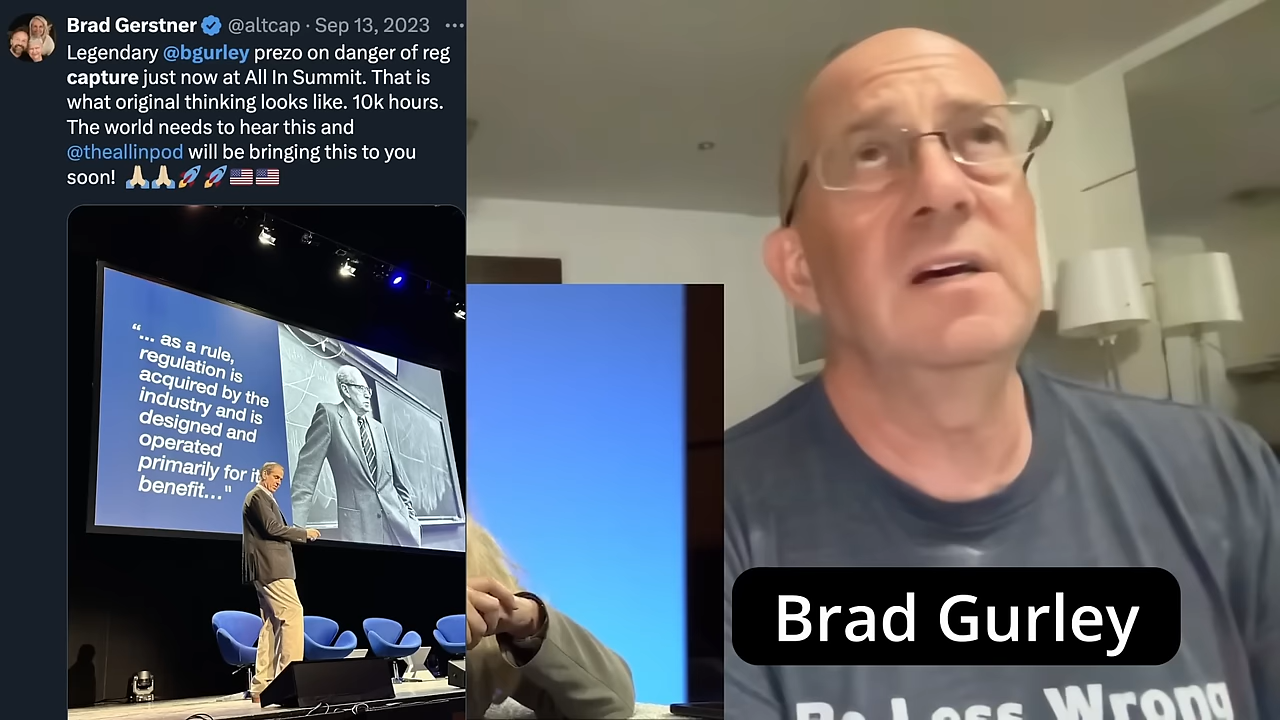 Brad Gerstner @altcap · Sep 13, 2023 ···
Legendary @bgurley prezo on danger of reg
capture just now at All In Summit. That is
what original thinking looks like. 10k hours.
The world needs to hear this and
@theallinpod will be bringing this to you
soon! 🙏🏼🙏🏼🚀🚀🇺🇸🇺🇸
“... as a rule,
regulation is
acquired by the
industry and is
designed and
operated
primarily for
benefit..."
Brad Gurley
Be Less Wrong